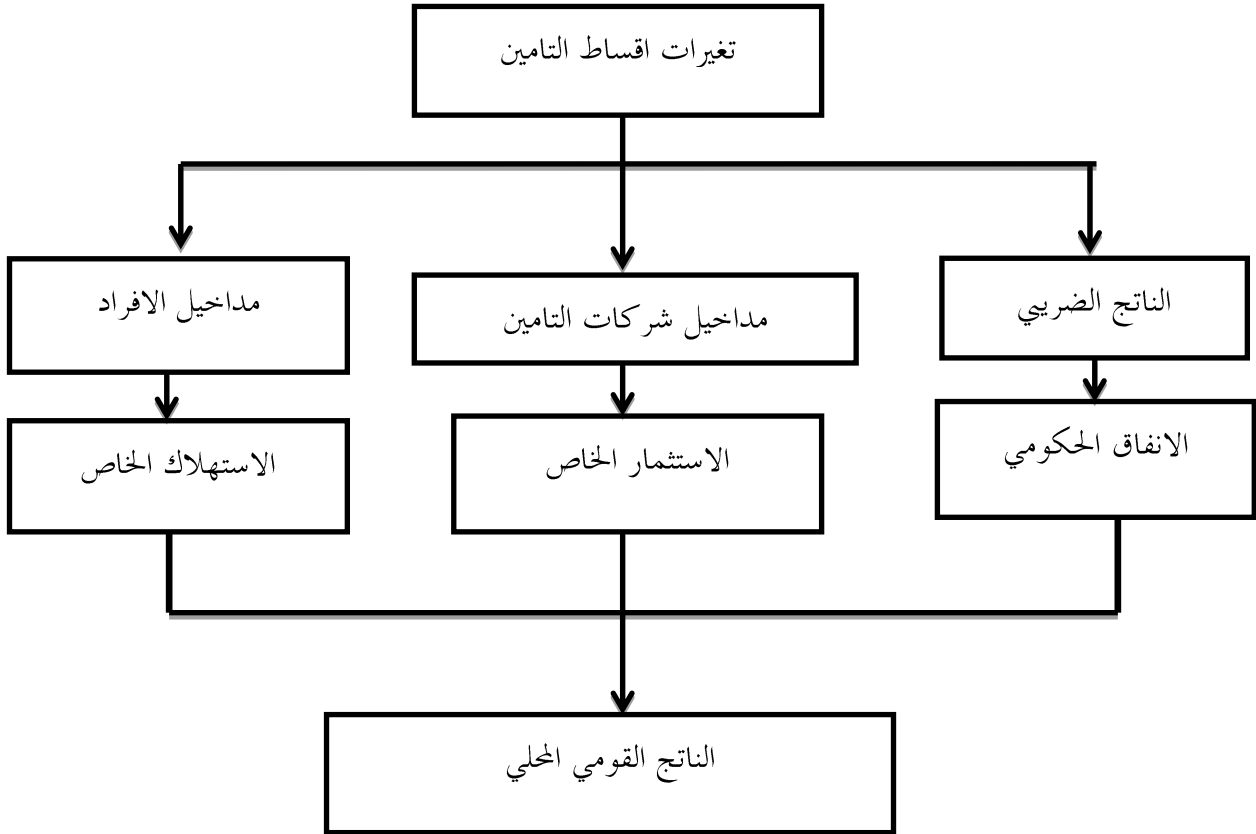 تغيرات اقساط التامين
الناتج الضريبي
مداخيل شركات التامين
مداخيل الافراد
الانفاق الحكومي
الاستثمار الخاص
الاستهلاك الخاص
الناتج القومي المحلي